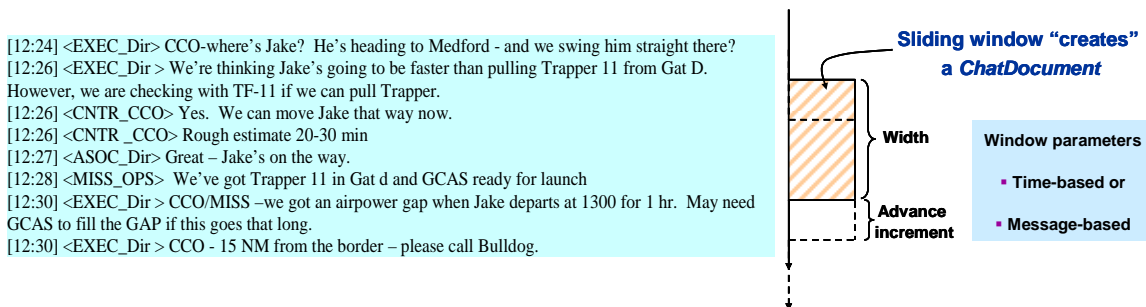 [12:24] <EXEC_Dir> CCO-where's Jake?  He's heading to Medford - and we swing him straight there?
[12:26] <EXEC_Dir > We're thinking Jake's going to be faster than pulling Trapper 11 from Gat D.
However, we are checking with TF-11 if we can pull Trapper.
[12:26] <CNTR_CCO> Yes.  We can move Jake that way now.
[12:26] <CNTR _CCO> Rough estimate 20-30 min
[12:27] <ASOC_Dir> Great – Jake's on the way.
[12:28] <MISS_OPS>  We've got Trapper 11 in Gat d and GCAS ready for launch
[12:30] <EXEC_Dir > CCO/MISS –we got an airpower gap when Jake departs at 1300 for 1 hr.  May need
GCAS to fill the GAP if this goes that long.
[12:30] <EXEC_Dir > CCO - 15 NM from the border – please call Bulldog.
Sliding window “creates”
a ChatDocument
Width
Advance
increment
Window parameters
▪ Time-based or
▪ Message-based